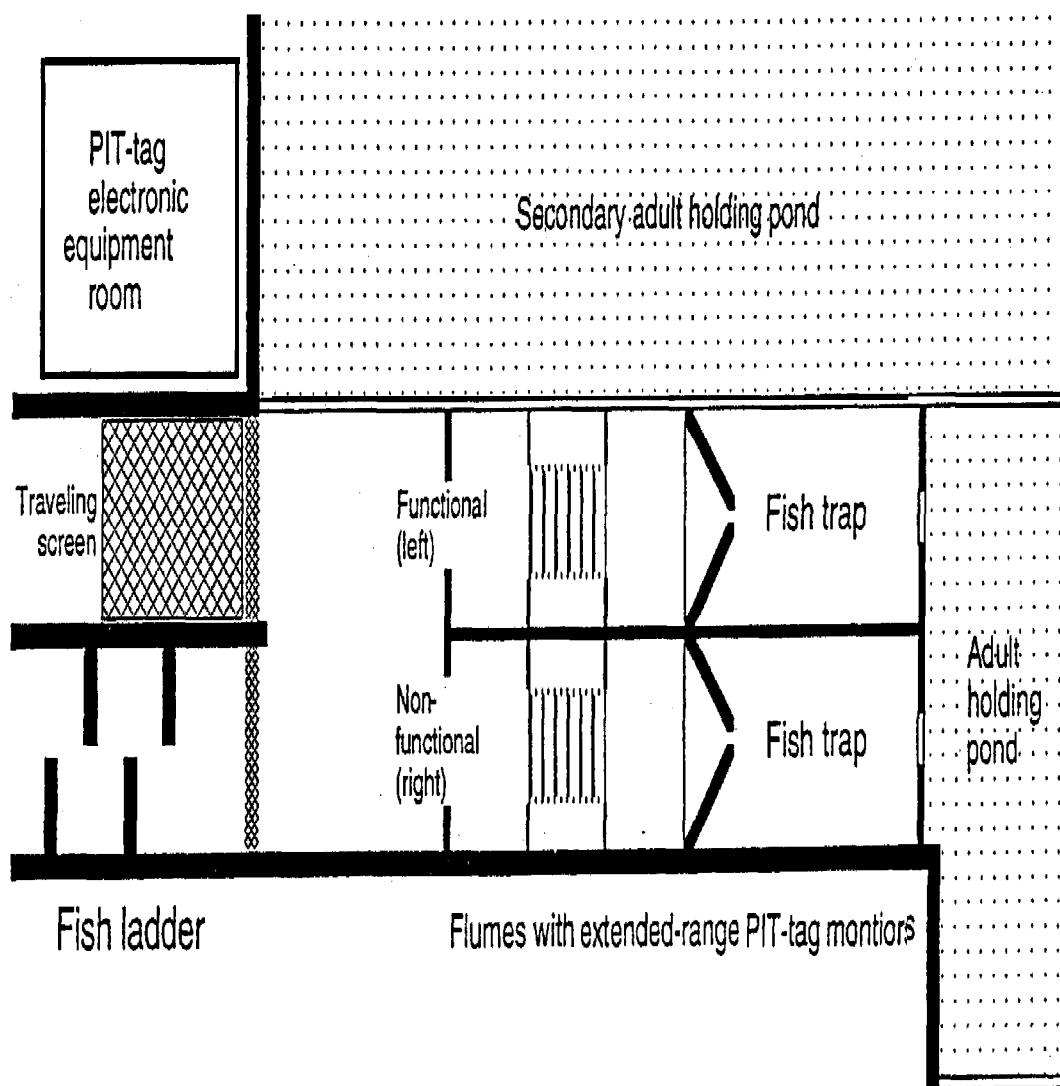 PIT-tag
electronic
equipment
room
Secondary adult holding pond
Traveling
screen
Functional
(left)
Fish trap
Non-
functional
(right)
Fish trap
Adult
holding
pond
Fish ladder
Flumes with extended-range PIT-tag montiors